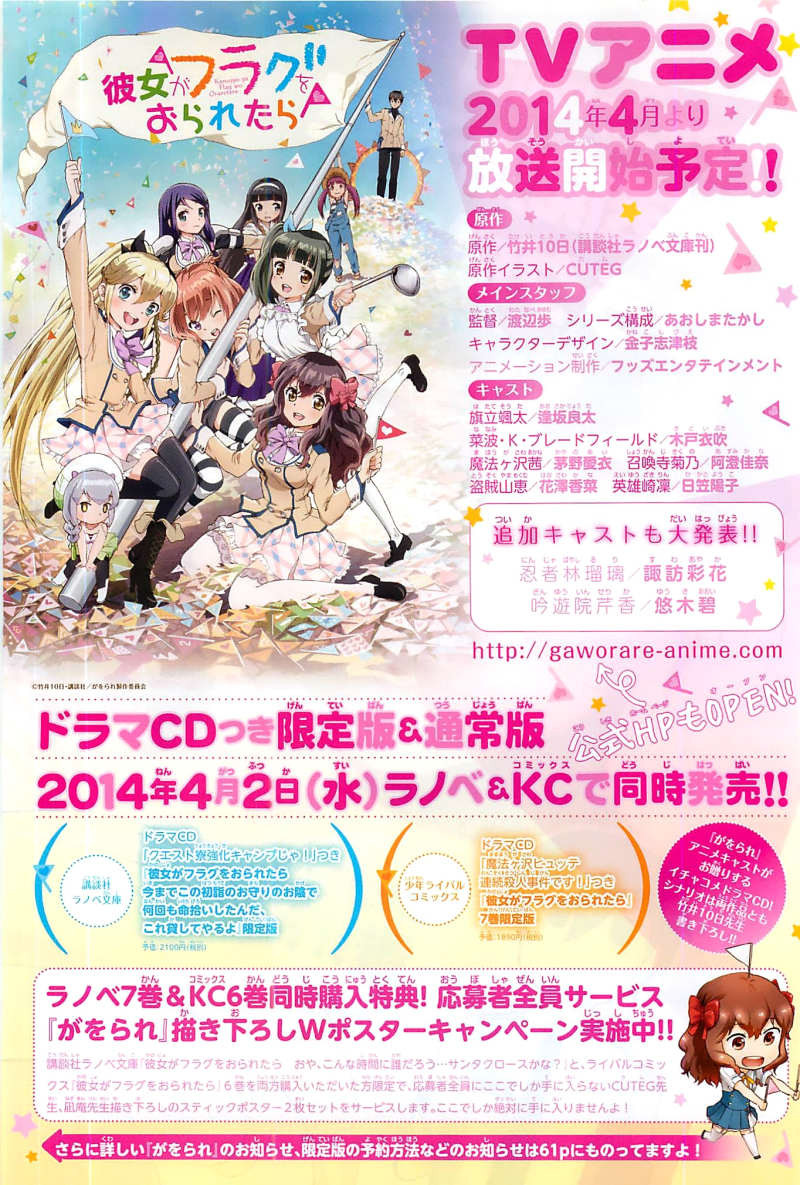 彼女がフラグを
おられたら
Kanojo ga
Flag wo
Oraretara
TVアニメ
2014年4月より
放送開始予定!!
原作
原作/竹井10日(講談社ラノベ文庫刊)
原作イラスト/CUTEG
メインスタッフ
監督/渡辺歩 シリーズ構成/あおしまたかし
キャラクターデザイン/金子志津枝
アニメーション制作/フッズエンタテインメント
キャスト
旗立颯太/逢坂良太
菜波・K・ブレードフィールド/木戸衣吹
魔法ヶ沢茜/茅野愛衣 召喚寺菊乃/阿澄佳奈
盗賊山恵/花澤香菜 英雄崎凛/日笠陽子
追加キャストも大発表!!
忍者林瑠璃/諏訪彩花
吟遊院芹香/悠木碧
http://gaworare-anime.com
公式HPもOPEN!
©竹井10日・講談社/がをられ製作委員会
ドラマCDつき限定版&通常版
2014年4月2日(水)ラノベ&KCで同時発売!!
講談社
ラノベ文庫
ドラマCD
「クエスト寮強化キャンプじゃ!」つき
「彼女がフラグをおられたら
今までこの初詣のお守りのお陰で
何回も命拾いしたんだ、
これ貸してやるよ」限定版
予価:2100円(税別)
少年ライバル
コミックス
ドラマCD
「魔法ヶ沢ヒュッテ
連続殺人事件です!」つき
『彼女がフラグをおられたら』
7巻限定版
予価:1890円(税別)
『がをられ』
アニメキャストが
お贈りする
イチャコメドラマCD!
シナリオは両作品とも
竹井10日先生
書き下ろし!!
ラノベ7巻&KC6巻同時購入特典! 応募者全員サービス
『がをられ』描き下ろしWポスターキャンペーン実施中!!
講談社ラノベ文庫『彼女がフラグをおられたら おや、こんな時間に誰だろう…サンタクロースかな?』と、ライバルコミッ
クス『彼女がフラグをおられたら』6巻を両方購入いただいた方限定で、応募者全員にここでしか手に入らないCUTEG先
生、凪庵先生描き下ろしのスティックポスター2枚セットをサービスします。ここでしか絶対に手に入りませんよ!
さらに詳しい『がをられ』のお知らせ、限定版の予約方法などのお知らせは61pにものってますよ!